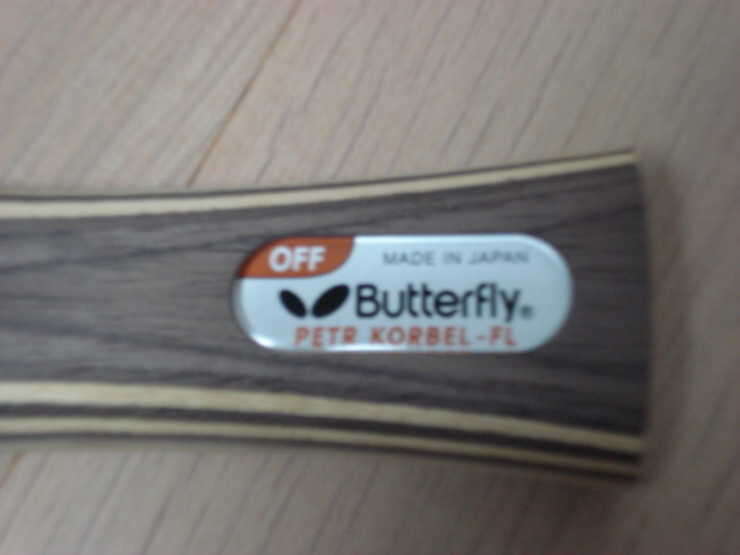 OFF MADE IN JAPAN
Butterfly®
PETR KORBEL-FL